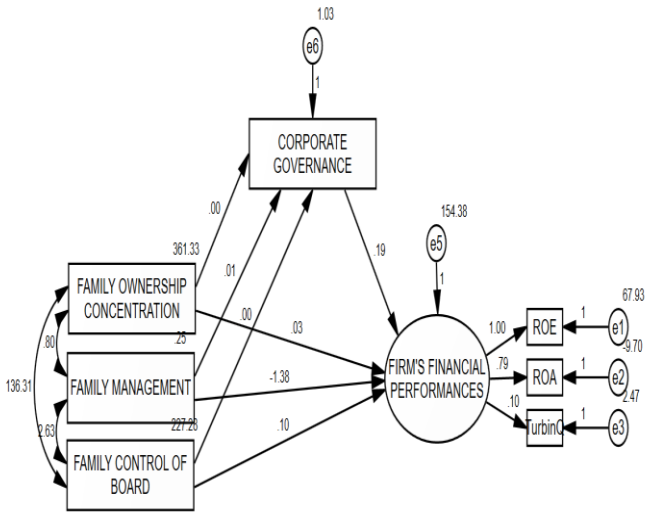 1.03
e6
1
CORPORATE
GOVERNANCE
154.38
.00
361.33
.19
e5
.01
1
FAMILY OWNERSHIP
CONCENTRATION
.00
67.93
.25
.03
1.00
ROE
1
e1
.80
-9.70
FIRM'S FINANCIAL
PERFORMANCES
.79
ROA
1
e2
136.31
FAMILY MANAGEMENT
-1.38
2.47
227.28
.10
.10
TurbinQ
1
e3
2.63
FAMILY CONTROL OF
BOARD